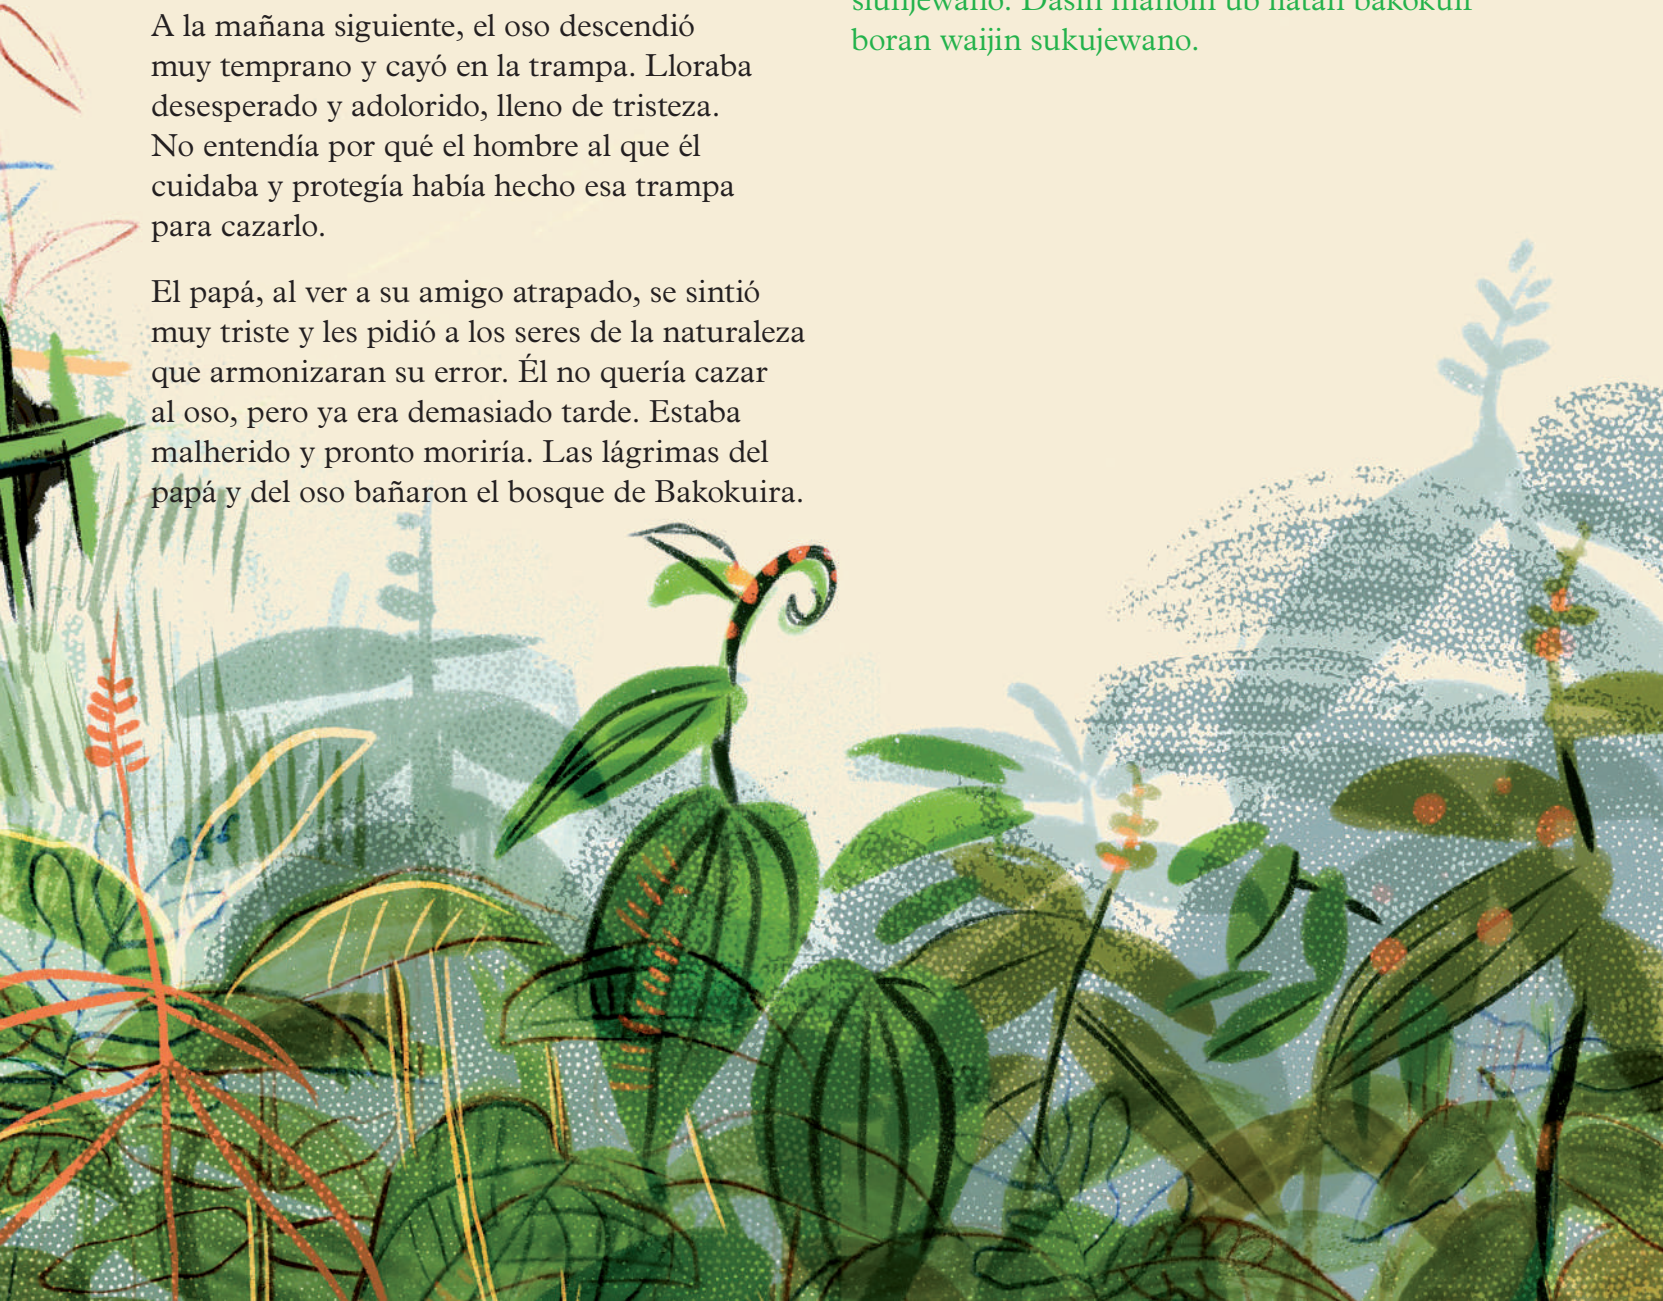 A la mañana siguiente, el oso descendió
muy temprano y cayó en la trampa. Lloraba
desesperado y adolorido, lleno de tristeza.
No entendía por qué el hombre al que él
cuidaba y protegía había hecho esa trampa
para cazarlo.
El papá, al ver a su amigo atrapado, se sintió
muy triste y les pidió a los seres de la naturaleza
que armonizaran su error. Él no quería cazar
al oso, pero ya era demasiado tarde. Estaba
malherido y pronto moriría. Las lágrimas del
papá y del oso bañaron el bosque de Bakokuira.
ub bakokuir
boran waijin sukujewano.